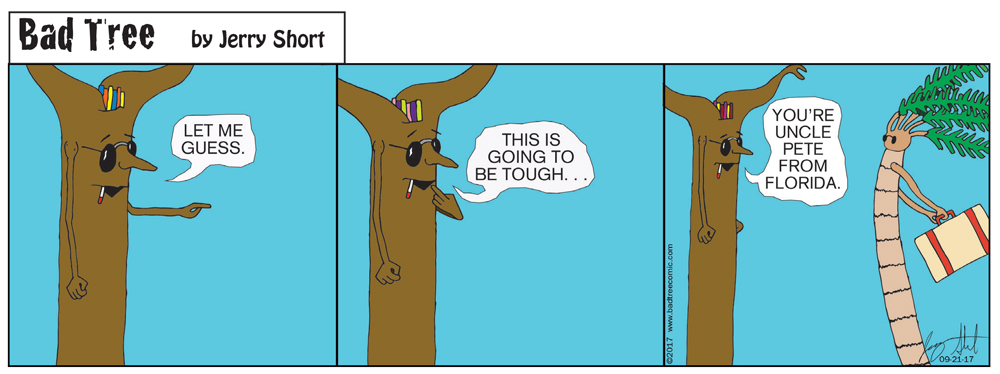 Bad Tree by Jerry Short
LET ME
GUESS.
THIS IS
GOING TO
BE TOUGH. . .
YOU'RE
UNCLE
PETE
FROM
FLORIDA.
©2017 www.badtreecomic.com
09-21-17